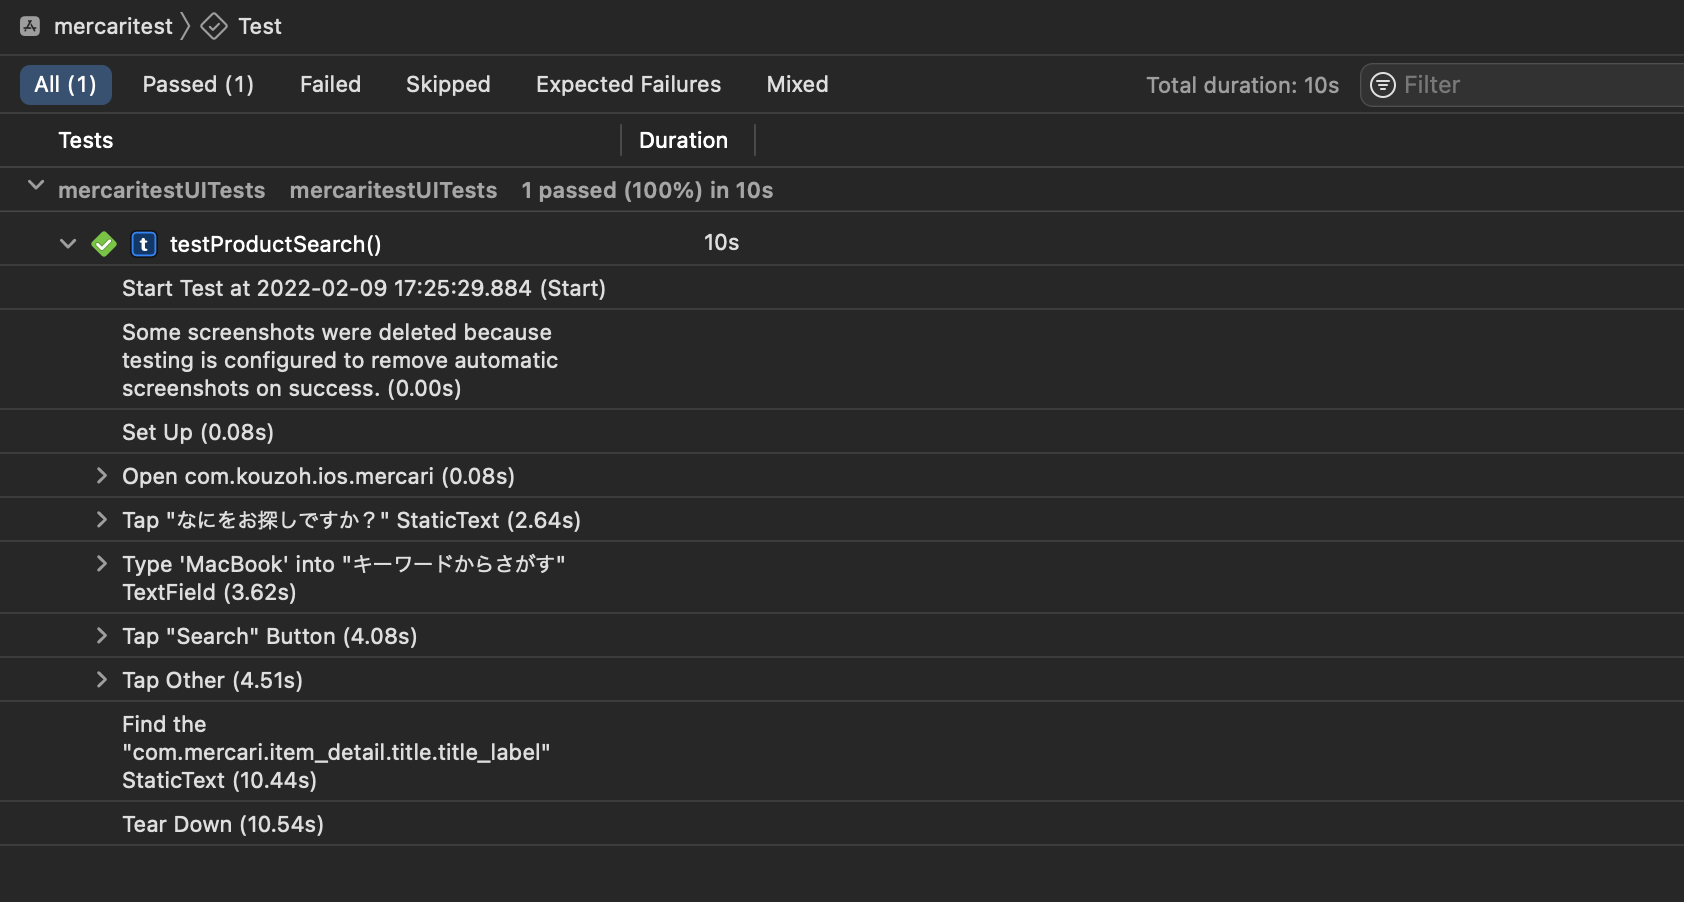 mercaritest Test
All (1) Passed (1) Failed Skipped Expected Failures Mixed Total duration: 10s Filter
Tests Duration
mercaritestUITests mercaritestUITests 1 passed (100%) in 10s
t testProductSearch() 10s
Start Test at 2022-02-09 17:25:29.884 (Start)
Some screenshots were deleted because
testing is configured to remove automatic
screenshots on success. (0.00s)
Set Up (0.08s)
Open com.kouzoh.ios.mercari (0.08s)
Tap "なにをお探しですか？" StaticText (2.64s)
Type 'MacBook' into "キーワードからさがす"
TextField (3.62s)
Tap "Search" Button (4.08s)
Tap Other (4.51s)
Find the
"com.mercari.item_detail.title.title_label"
StaticText (10.44s)
Tear Down (10.54s)